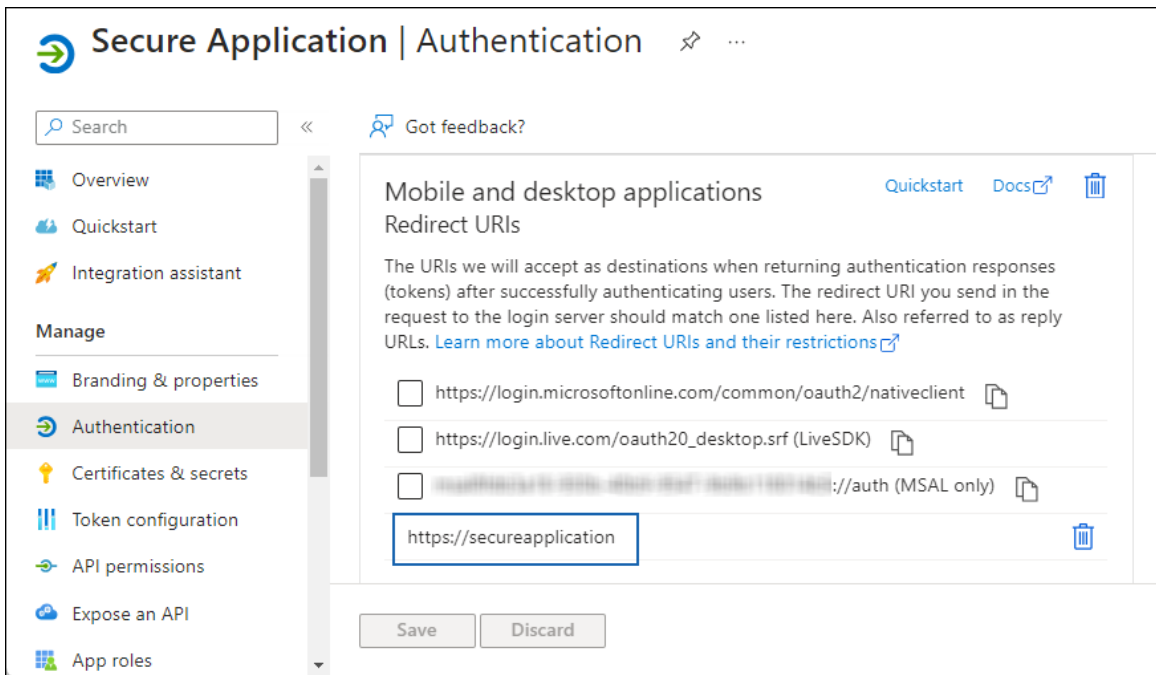 Secure Application | Authentication
Search
Got feedback?
Overview
Quickstart
Integration assistant
Manage
Branding & properties
Authentication
Certificates & secrets
Token configuration
API permissions
Expose an API
App roles
Mobile and desktop applications
Quickstart
Docs
Redirect URIs
The URIs we will accept as destinations when returning authentication responses
(tokens) after successfully authenticating users. The redirect URI you send in the
request to the login server should match one listed here. Also referred to as reply
URLs. Learn more about Redirect URIs and their restrictions
https://login.microsoftonline.com/common/oauth2/nativeclient
https://login.live.com/oauth20_desktop.srf (LiveSDK)
://auth (MSAL only)
https://secureapplication
Save
Discard